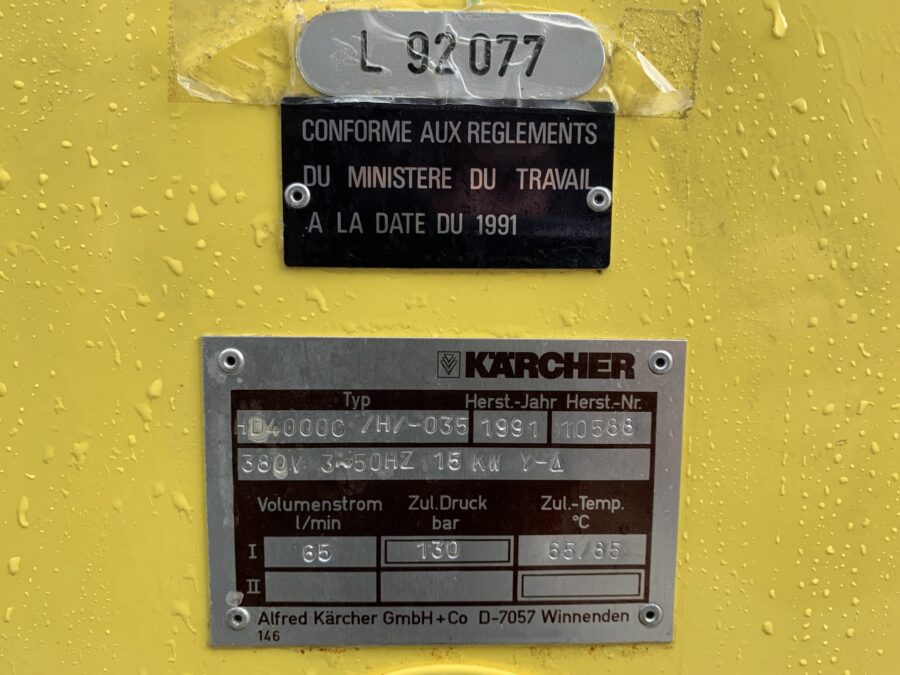 L 92077
CONFORME AUX REGLEMENTS
DU MINISTERE DU TRAVAIL
A LA DATE DU 1991
KÄRCHER
Typ Herst.-Jahr Herst.-Nr.
HD4000C /H/-035 1991 10588
380V 3~50HZ 15 KW Y-Δ
Volumenstrom Zul.Druck Zul.-Temp.
l/min bar °C
I 65 130 65/85
II
Alfred Kärcher GmbH+Co D-7057 Winnenden
146